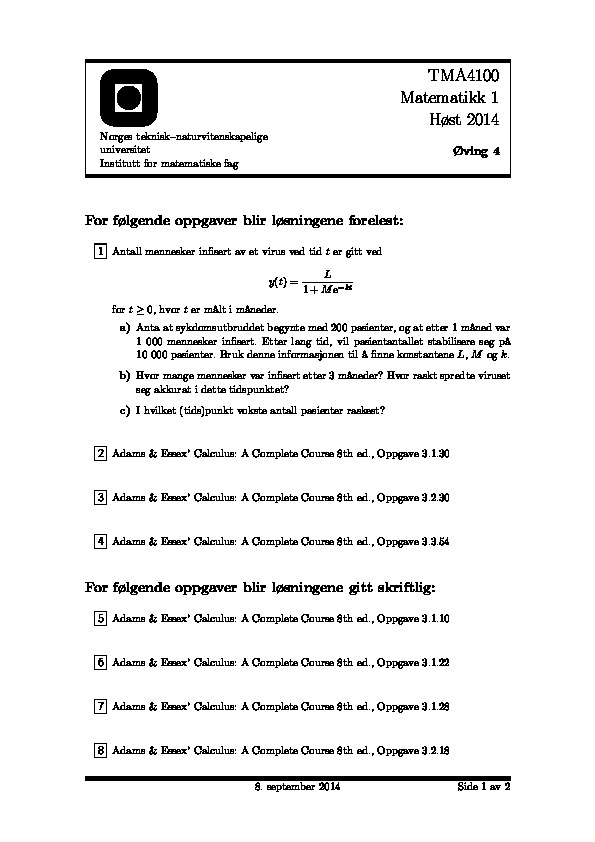 TMA4100
Matematikk 1
Høst 2014
Norges teknisk–naturvitenskapelige
universitet
Institutt for matematiske fag
Øving 4
For følgende oppgaver blir løsningene forelest:
1 Antall mennesker infisert av et virus ved tid t er gitt ved
y(t) = L / (1 + Me^{-kt})
for t ≥ 0, hvor t er målt i måneder.
a) Anta at sykdomsutbruddet begynte med 200 pasienter, og at etter 1 måned var
1 000 mennesker infisert. Etter lang tid, vil pasientantallet stabilisere seg på
10 000 pasienter. Bruk denne informasjonen til å finne konstantene L, M og k.
b) Hvor mange mennesker var infisert etter 3 måneder? Hvor raskt spredte viruset
seg akkurat i dette tidspunktet?
c) I hvilket (tids)punkt vokste antall pasienter raskest?
2 Adams & Essex' Calculus: A Complete Course 8th ed., Oppgave 3.1.30
3 Adams & Essex' Calculus: A Complete Course 8th ed., Oppgave 3.2.30
4 Adams & Essex' Calculus: A Complete Course 8th ed., Oppgave 3.3.54
For følgende oppgaver blir løsningene gitt skriftlig:
5 Adams & Essex' Calculus: A Complete Course 8th ed., Oppgave 3.1.10
6 Adams & Essex' Calculus: A Complete Course 8th ed., Oppgave 3.1.22
7 Adams & Essex' Calculus: A Complete Course 8th ed., Oppgave 3.1.28
8 Adams & Essex' Calculus: A Complete Course 8th ed., Oppgave 3.2.18
8. september 2014 Side 1 av 2